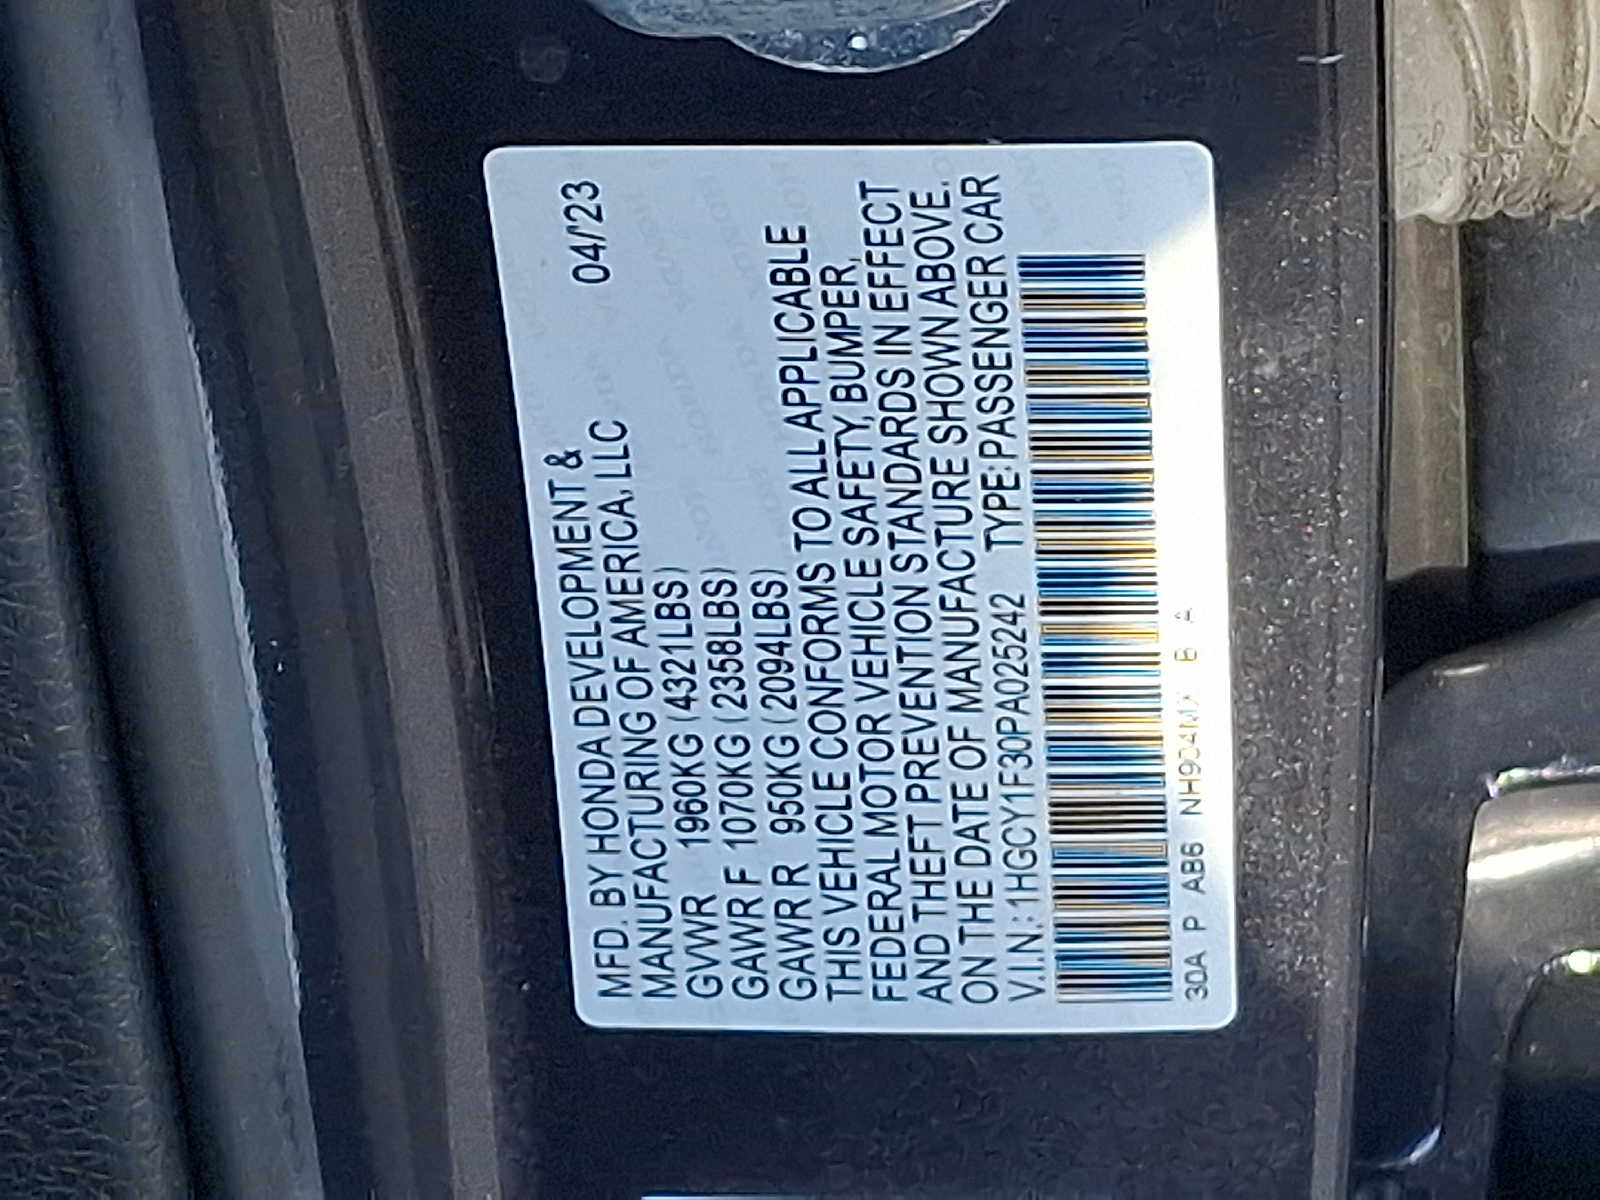 MFD. BY HONDA DEVELOPMENT & 04/'23
MANUFACTURING OF AMERICA, LLC
GVWR 1960KG (4321LBS)
GAWR F 1070KG (2358LBS)
GAWR R 950KG (2094LBS)
THIS VEHICLE CONFORMS TO ALL APPLICABLE
FEDERAL MOTOR VEHICLE SAFETY, BUMPER,
AND THEFT PREVENTION STANDARDS IN EFFECT
ON THE DATE OF MANUFACTURE SHOWN ABOVE.
V.I.N.: 1HGCY1F30PA025242 TYPE: PASSENGER CAR
30A P AB6 NH904MX B A